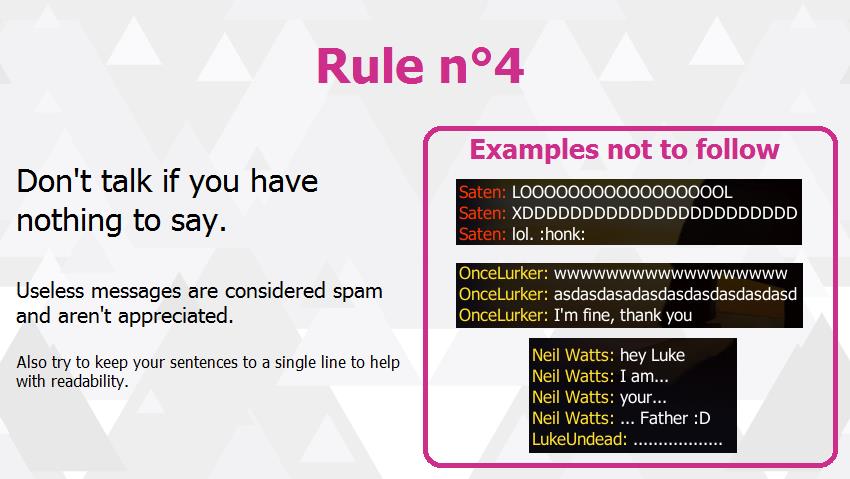 Rule n°4
Don't talk if you have
nothing to say.
Useless messages are considered spam
and aren't appreciated.
Also try to keep your sentences to a single line to help
with readability.
Examples not to follow
Saten: LOOOOOOOOOOOOOOOOOL
Saten: XDDDDDDDDDDDDDDDDDDDDDDD
Saten: lol. :honk:
OnceLurker: wwwwwwwwwwwwwwwwww
OnceLurker: asdasdasadasdasdasdasdasdasd
OnceLurker: I'm fine, thank you
Neil Watts: hey Luke
Neil Watts: I am...
Neil Watts: your...
Neil Watts: ... Father :D
LukeUndead: ..................